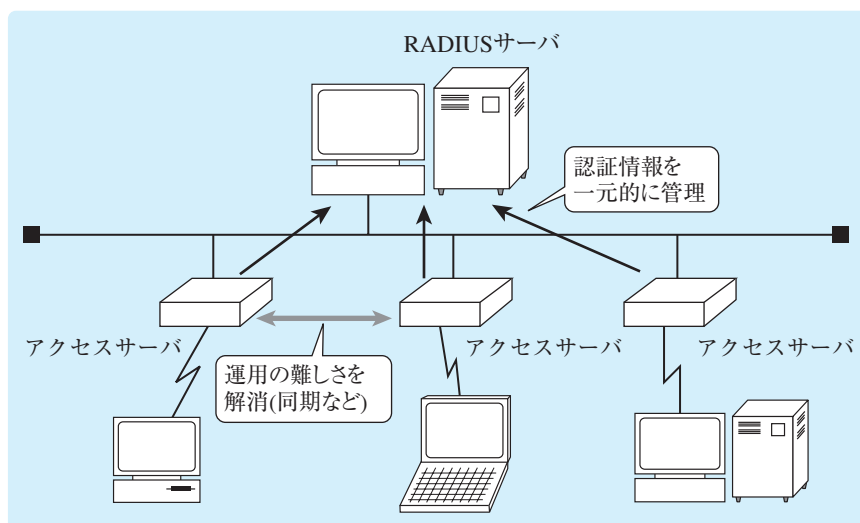 RADIUSサーバ
認証情報を
一元的に管理
アクセスサーバ
アクセスサーバ
アクセスサーバ
運用の難しさを
解消(同期など)